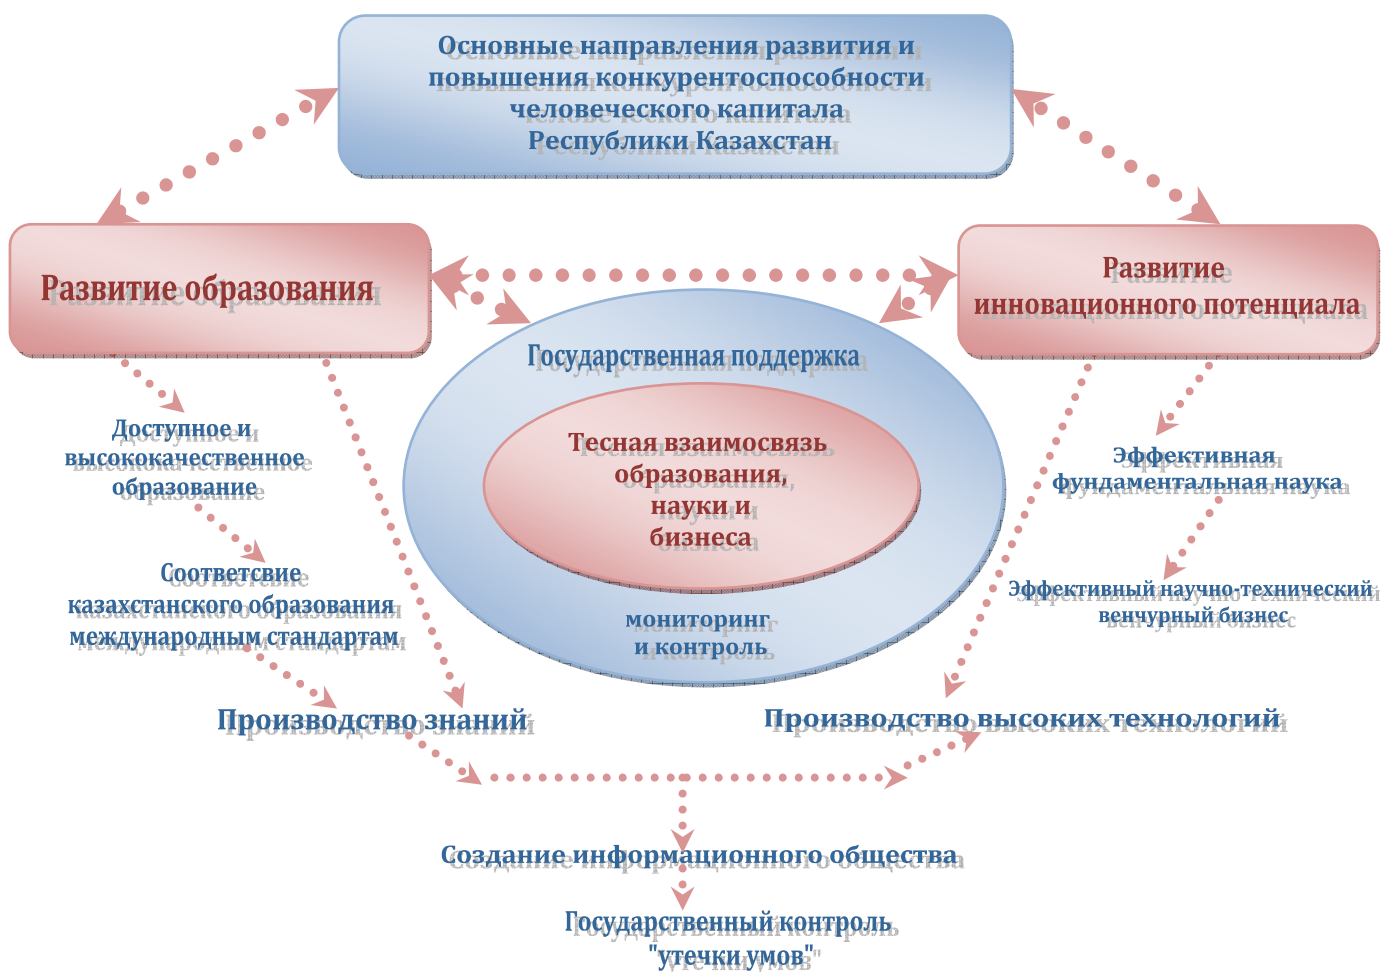 Основные направления развития и
повышения конкурентоспособности
человеческого капитала
Республики Казахстан
Развитие образования
Развитие
инновационного потенциала
Государственная поддержка
Тесная взаимосвязь
образования,
науки и
бизнеса
мониторинг
и контроль
Доступное и
высококачественное
образование
Соответсвие
казахстанского образования
международным стандартам
Эффективная
фундаментальная наука
Эффективный научно-технический
венчурный бизнес
Производство знаний
Производство высоких технологий
Создание информационного общества
Государственный контроль
"утечки умов"